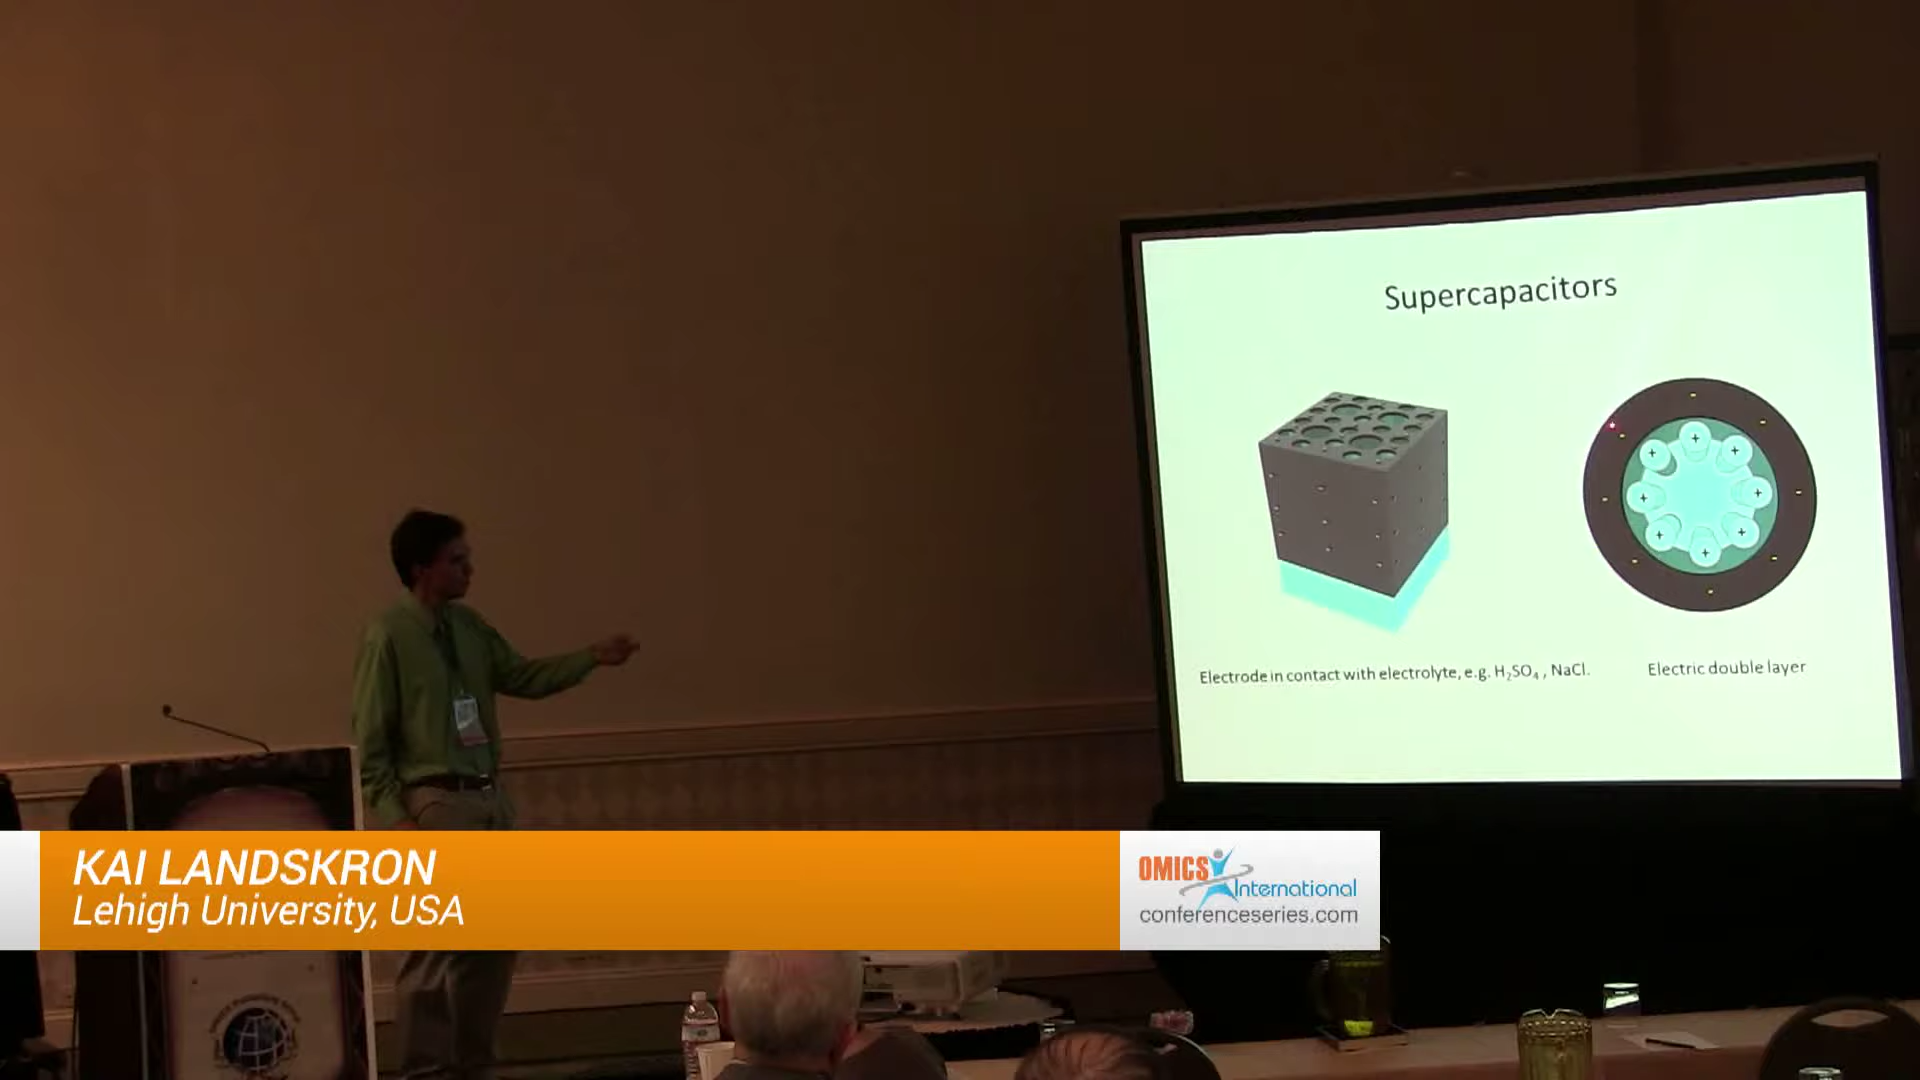 Supercapacitors
Electrode in contact with electrolyte, e.g. H₂SO₄ , NaCl.
Electric double layer
KAI LANDSKRON
Lehigh University, USA
OMICS
International
conferenceseries.com